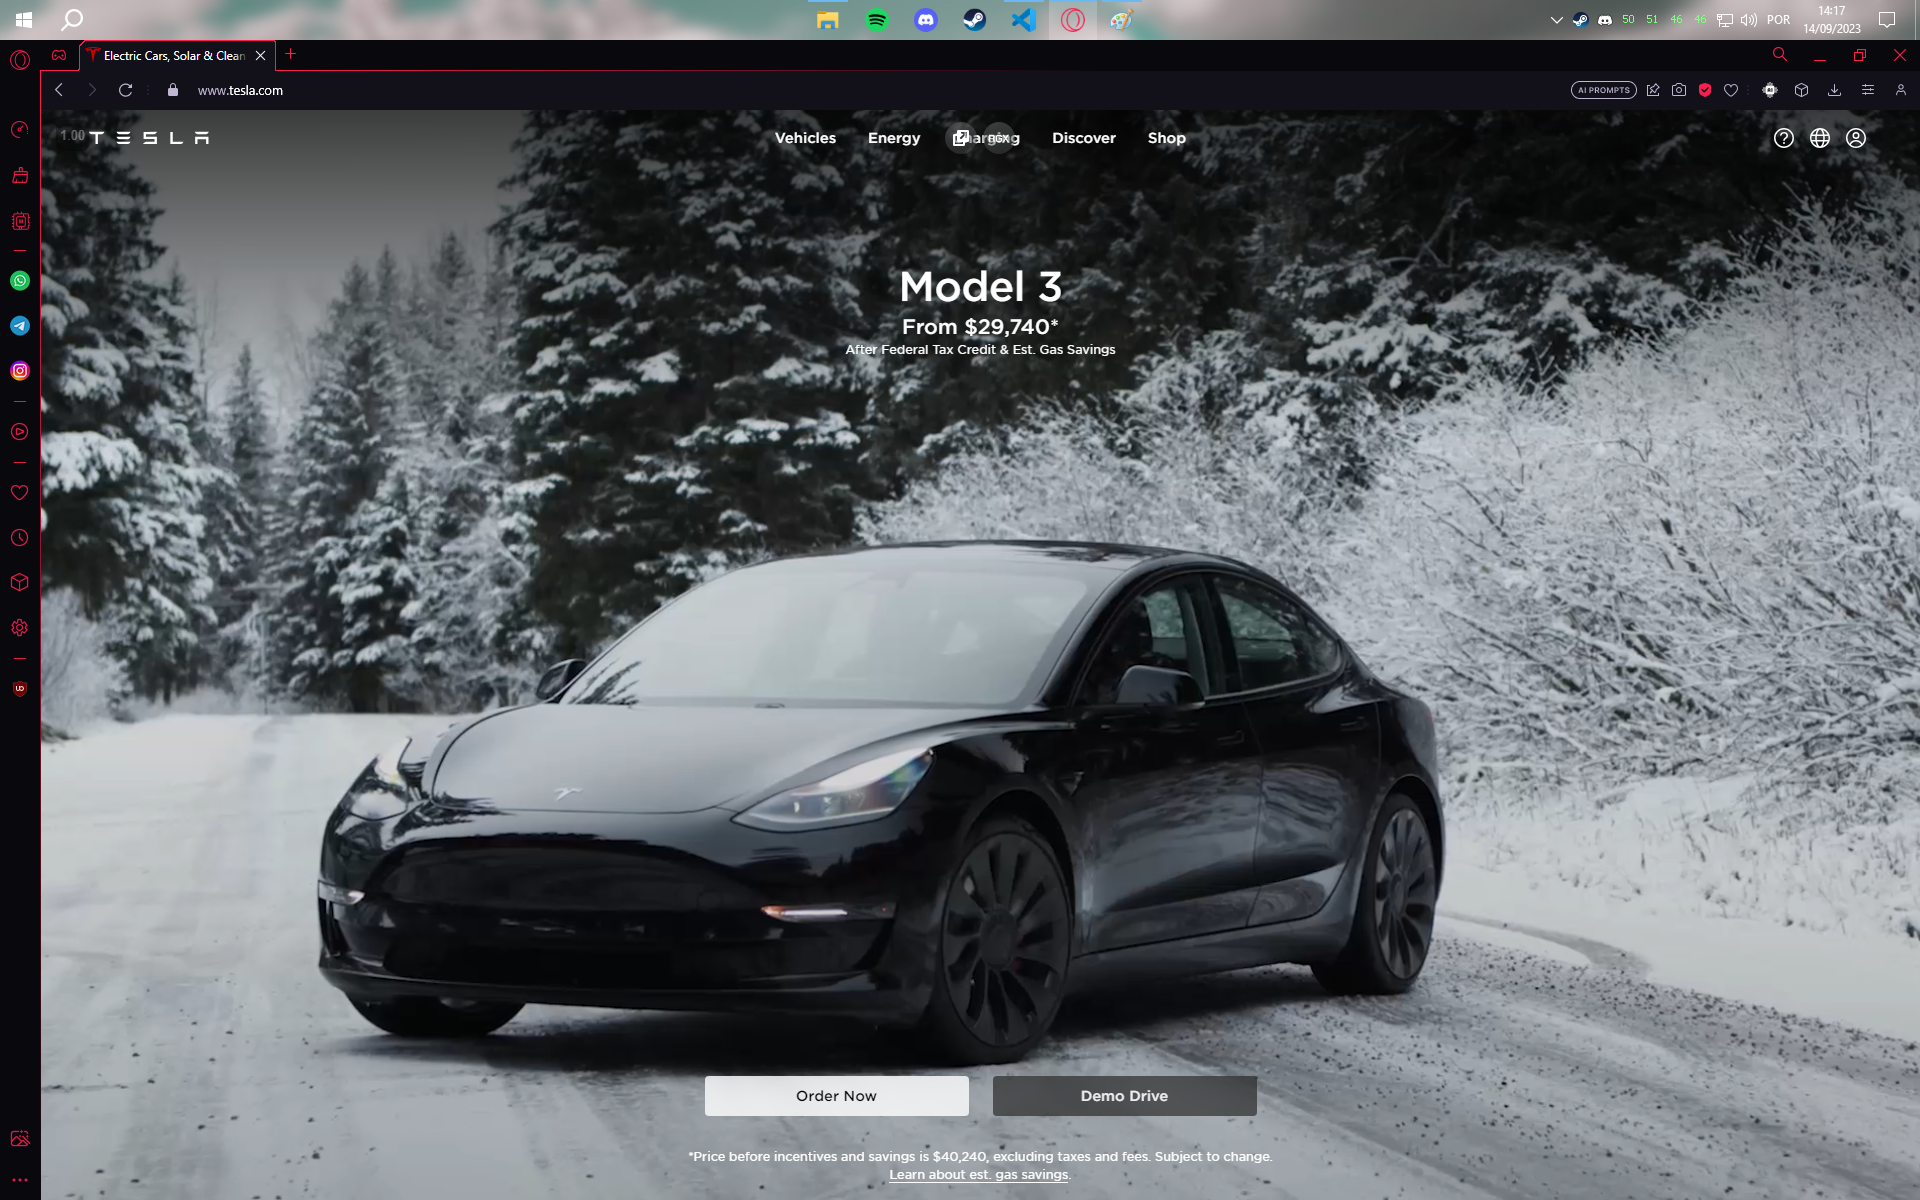 50 51 46 46 POR 14:17
14/09/2023
Electric Cars, Solar & Clean
www.tesla.com
AI PROMPTS
1.00 TESLA
Vehicles Energy Charging Discover Shop
Model 3
From $29,740*
After Federal Tax Credit & Est. Gas Savings
Order Now Demo Drive
*Price before incentives and savings is $40,240, excluding taxes and fees. Subject to change.
Learn about est. gas savings.